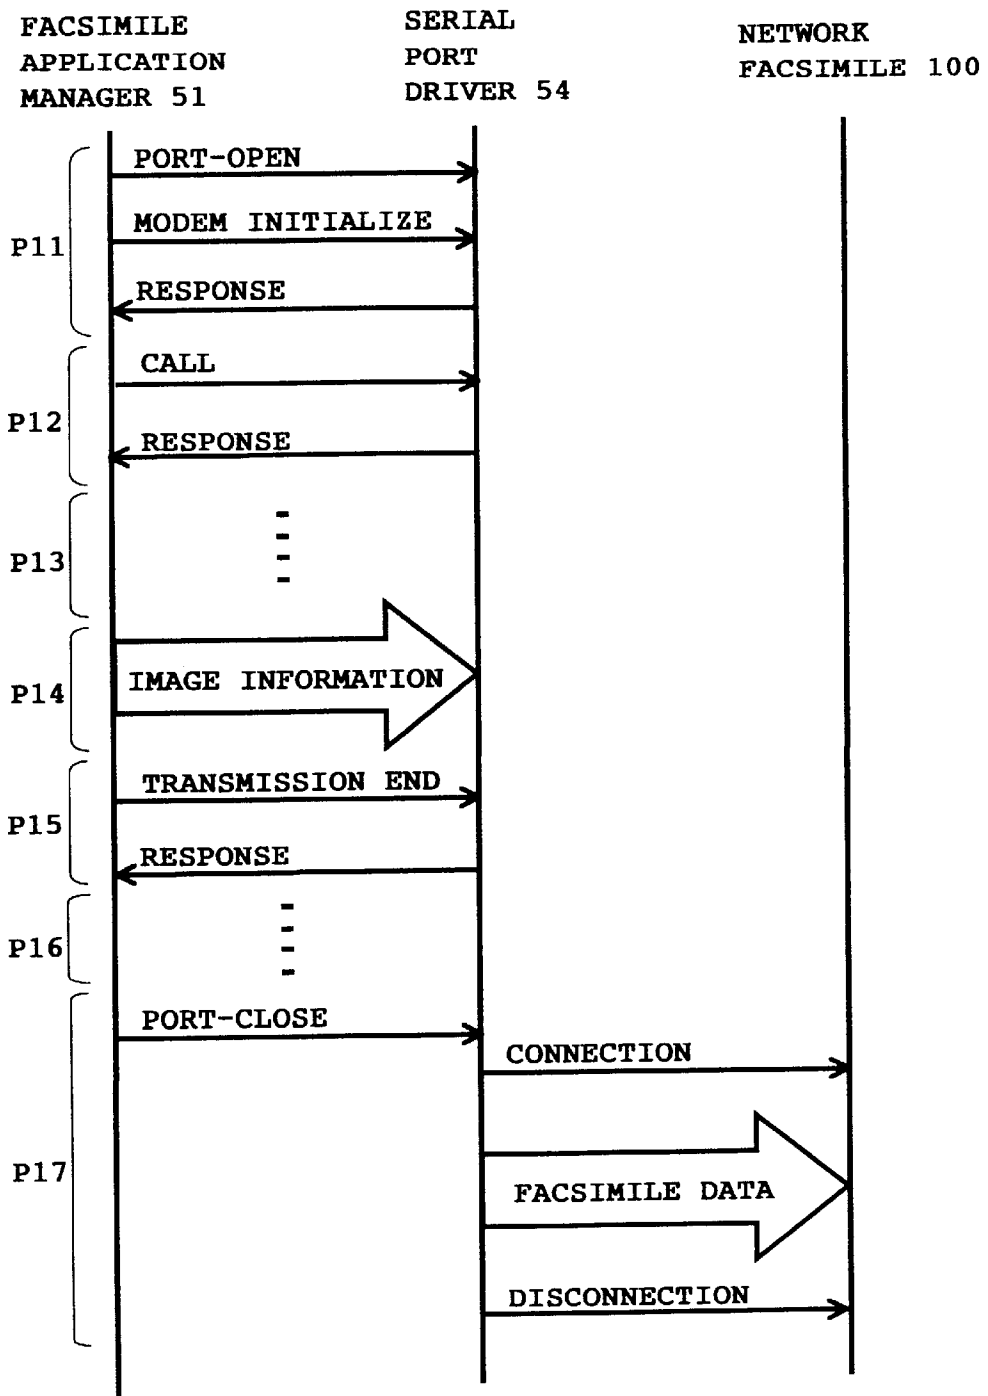 FACSIMILE
APPLICATION
MANAGER 51
SERIAL
PORT
DRIVER 54
NETWORK
FACSIMILE 100
P11
PORT-OPEN
MODEM INITIALIZE
RESPONSE
P12
CALL
RESPONSE
P13
P14
IMAGE INFORMATION
P15
TRANSMISSION END
RESPONSE
P16
P17
PORT-CLOSE
CONNECTION
FACSIMILE DATA
DISCONNECTION